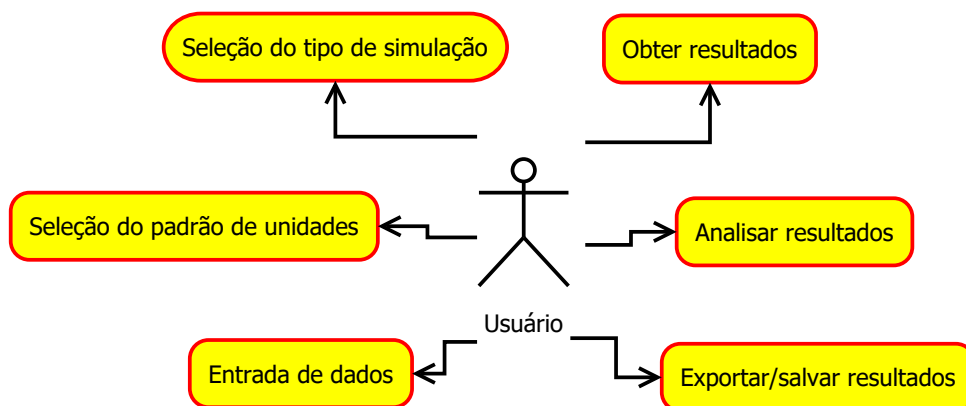 Seleção do tipo de simulação
Obter resultados
Seleção do padrão de unidades
Analisar resultados
Usuário
Entrada de dados
Exportar/salvar resultados